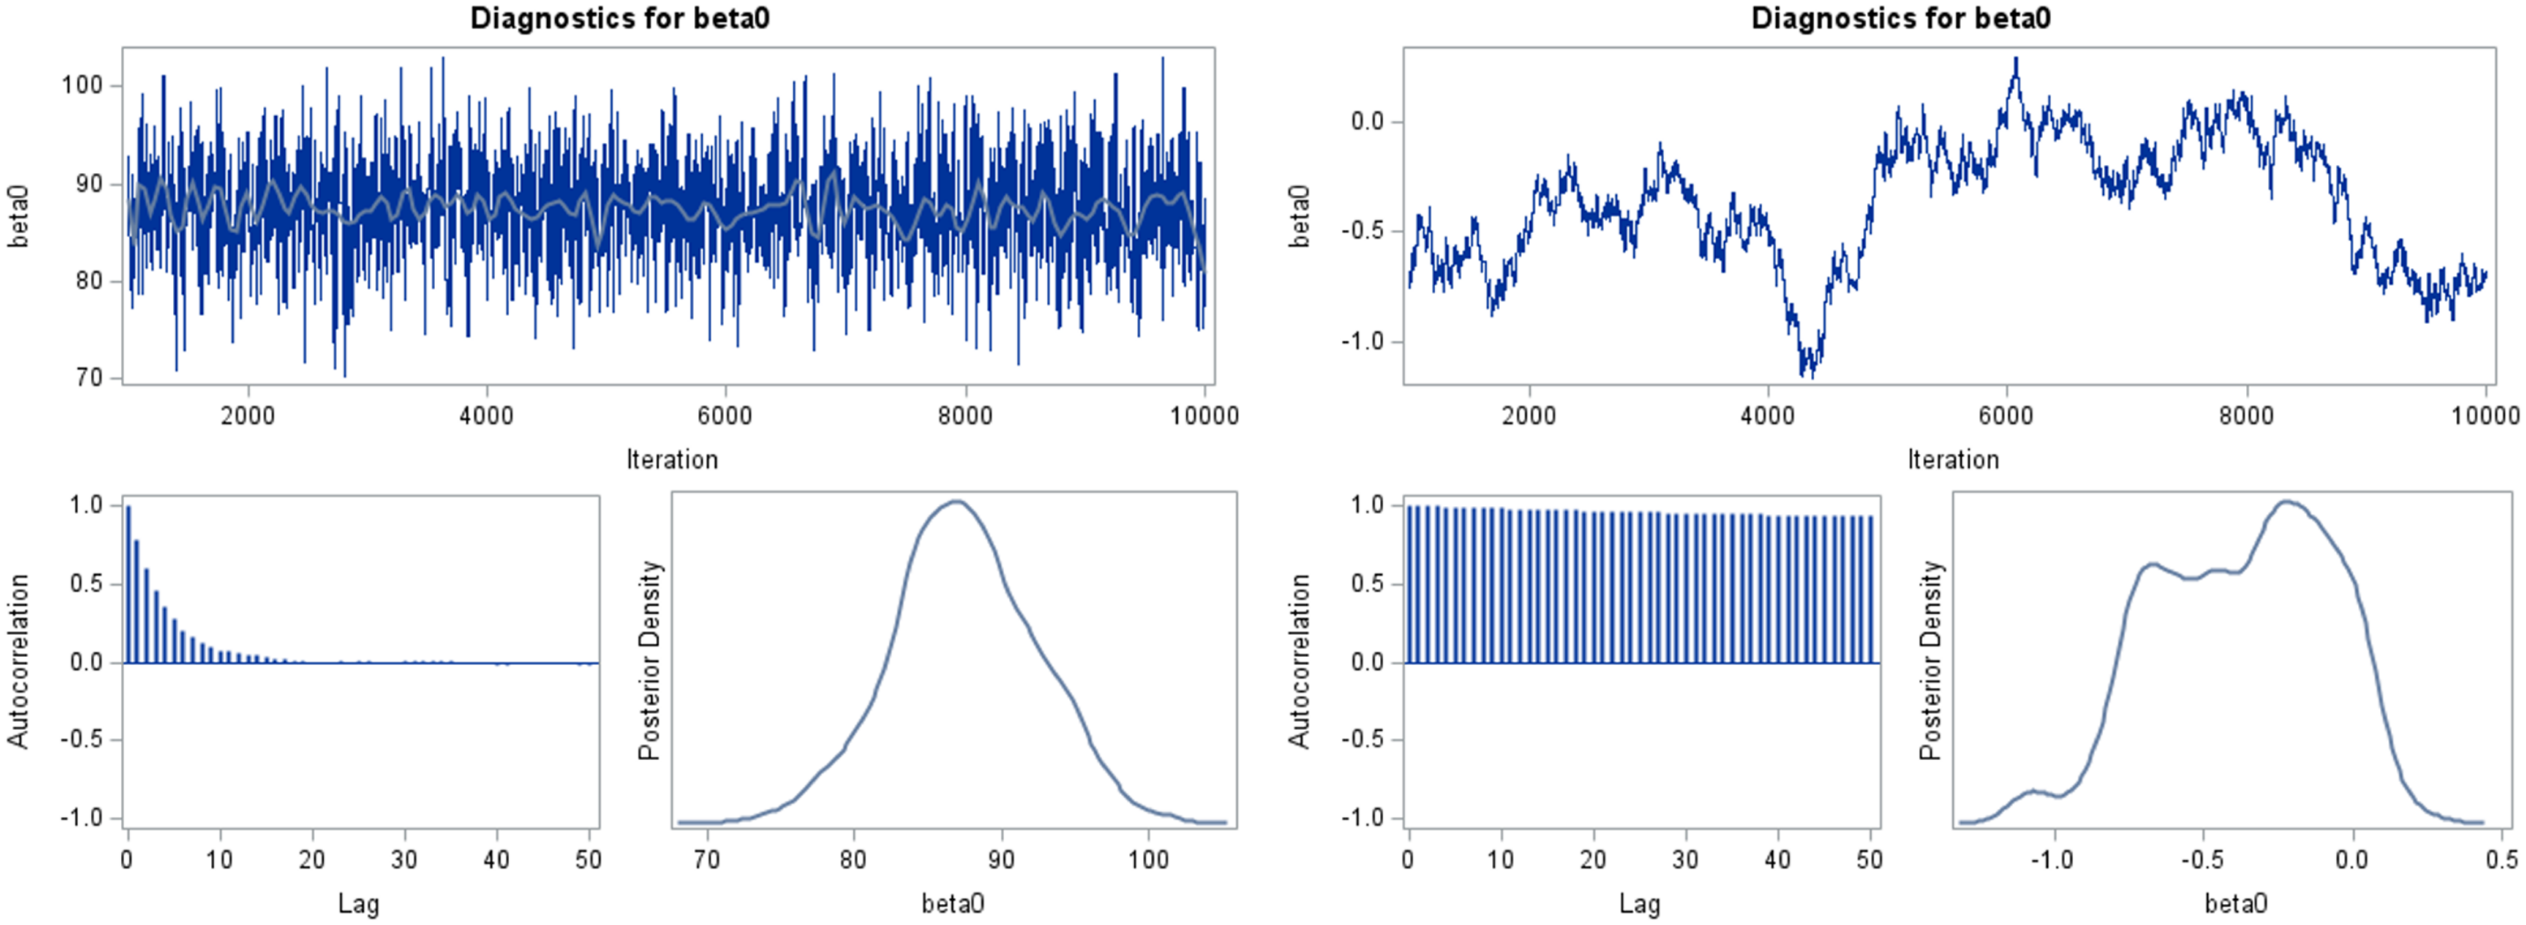 Diagnostics for beta0
100
90
80
70
beta0
2000 4000 6000 8000 10000
Iteration
1.0
0.5
0.0
-0.5
-1.0
Autocorrelation
0 10 20 30 40 50
Lag
Posterior Density
70 80 90 100
beta0
Diagnostics for beta0
0.0
-0.5
-1.0
beta0
2000 4000 6000 8000 10000
Iteration
1.0
0.5
0.0
-0.5
-1.0
Autocorrelation
0 10 20 30 40 50
Lag
Posterior Density
-1.0 -0.5 0.0 0.5
beta0